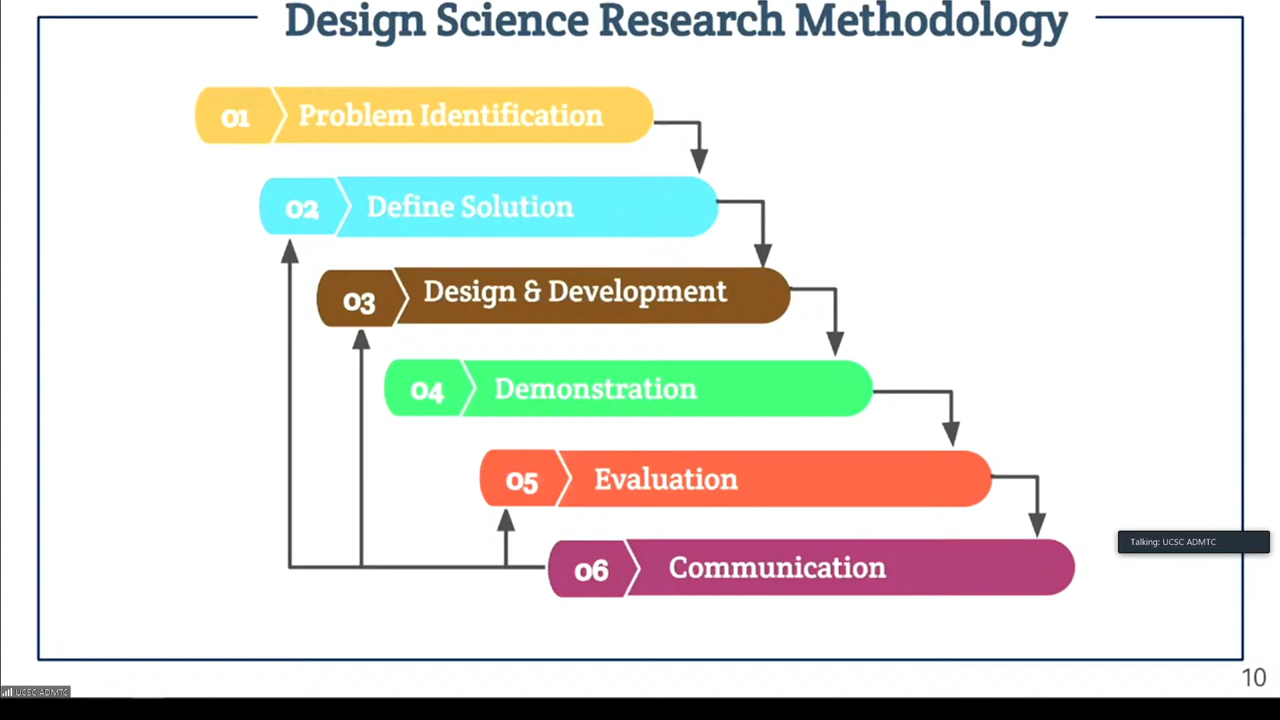 Design Science Research Methodology
01 Problem Identification
02 Define Solution
03 Design & Development
04 Demonstration
05 Evaluation
Talking: UCSC ADMTC
06 Communication
10
UCSC ADMTC